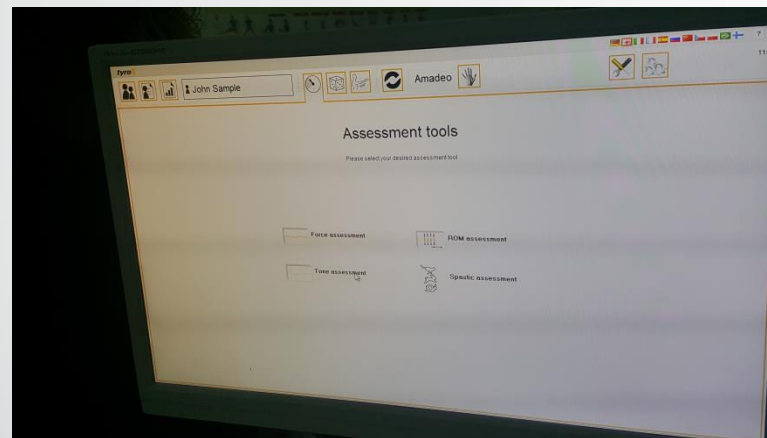 tyro
John Sample
Amadeo
?
11
Assessment tools
Please select your desired assessment tool
Force assessment
ROM assessment
Tone assessment
Spastic assessment